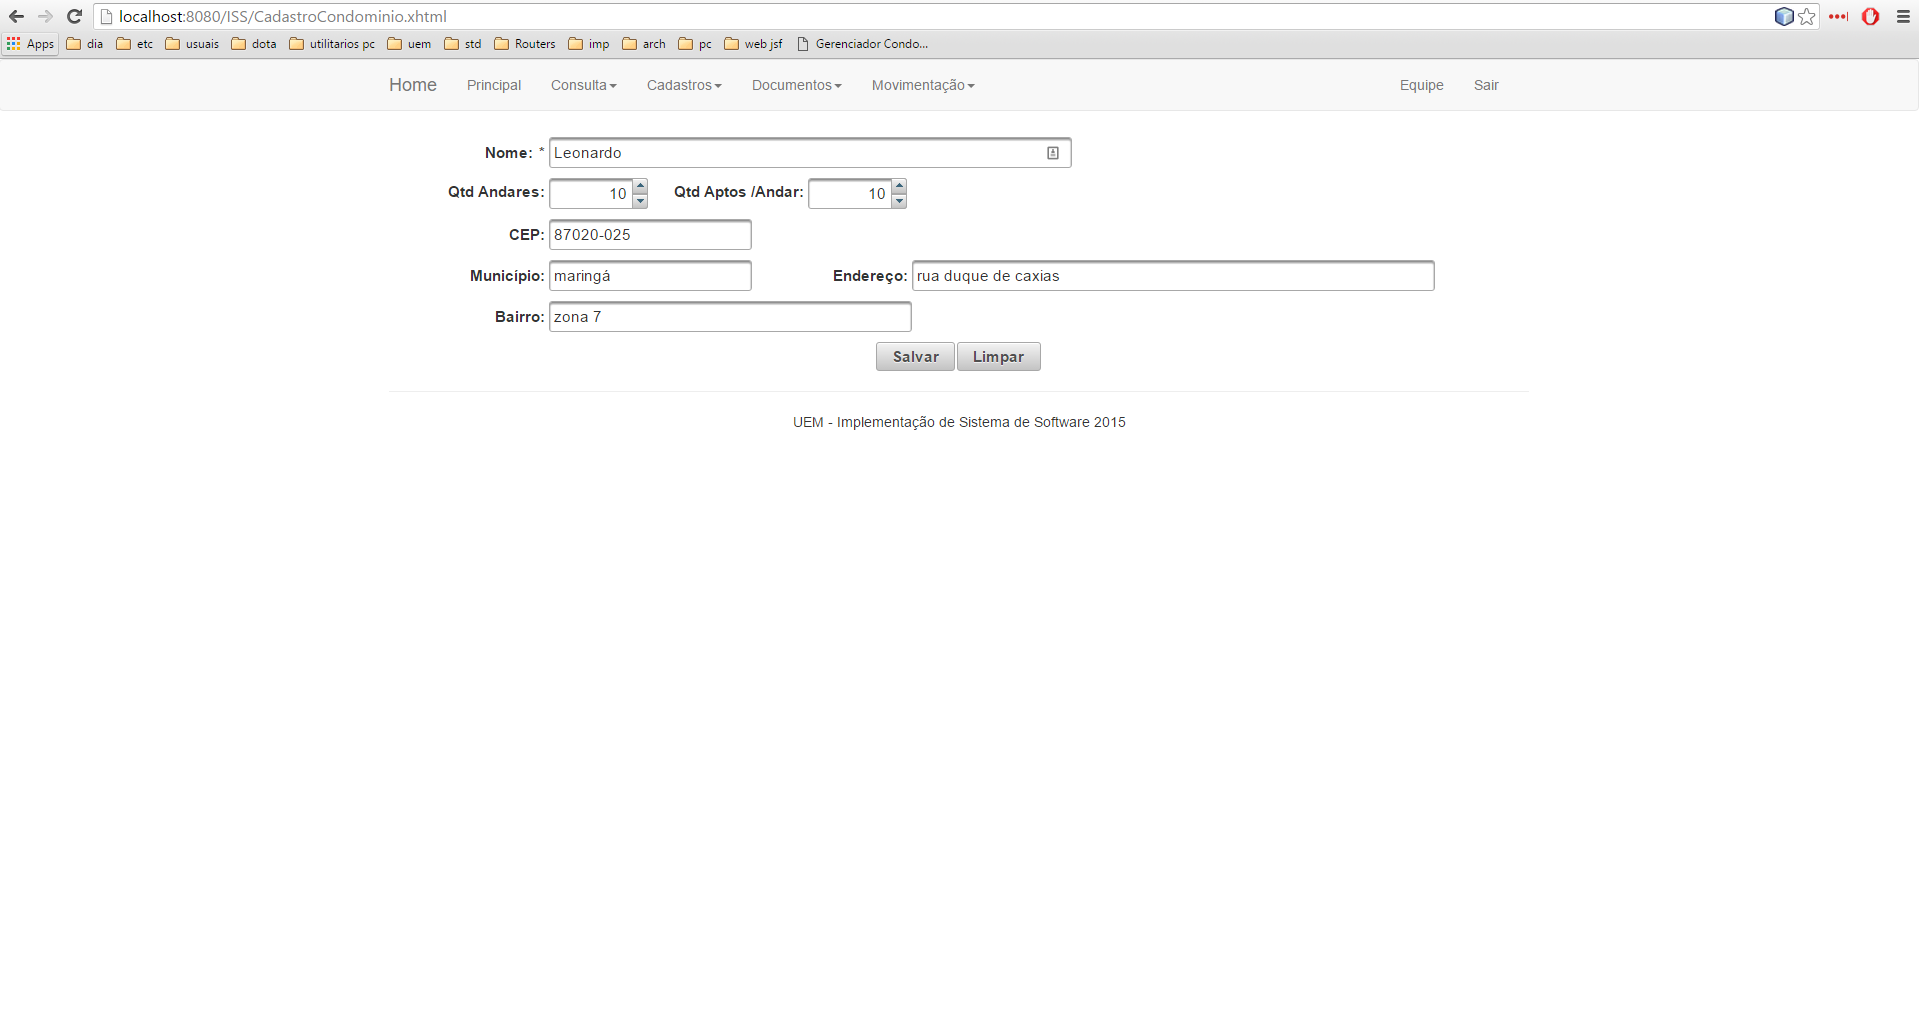 localhost:8080/ISS/CadastroCondominio.xhtml
Apps dia etc usuais dota utilitarios pc uem std Routers imp arch pc web jsf Gerenciador Condo...
Home Principal Consulta Cadastros Documentos Movimentação Equipe Sair
Nome: * Leonardo
Qtd Andares: 10 Qtd Aptos /Andar: 10
CEP: 87020-025
Município: maringá Endereço: rua duque de caxias
Bairro: zona 7
Salvar Limpar
UEM - Implementação de Sistema de Software 2015